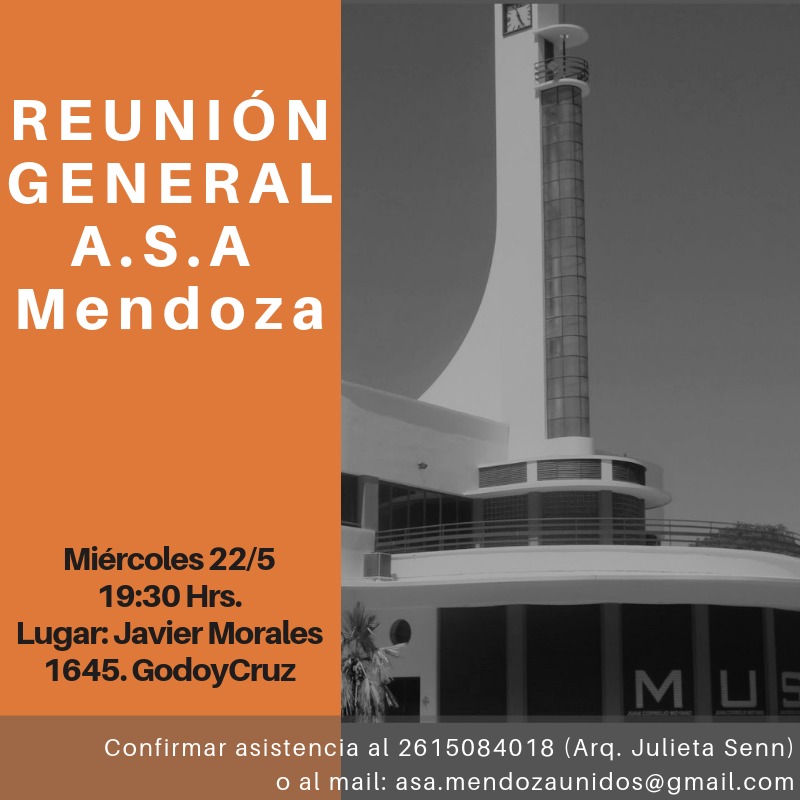 REUNIÓN
GENERAL
A.S.A
Mendoza
Miércoles 22/5
19:30 Hrs.
Lugar: Javier Morales
1645. GodoyCruz
MUS
Confirmar asistencia al 2615084018 (Arq. Julieta Senn)
o al mail: asa.mendozaunidos@gmail.com